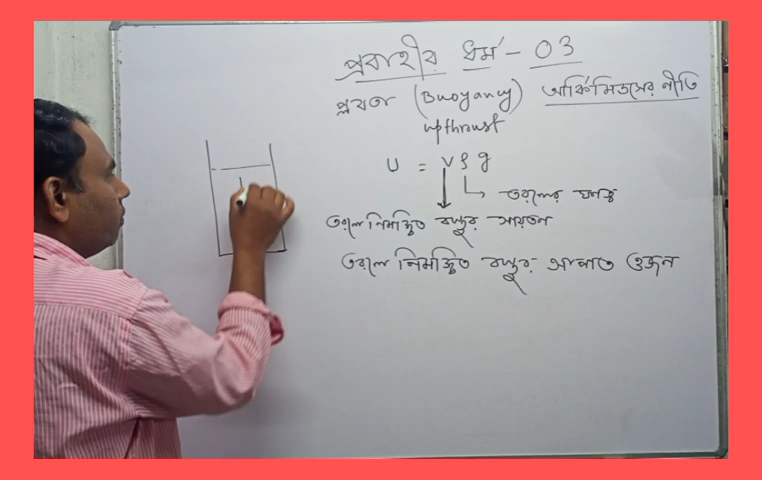 প্রবাহীর ধর্ম - 03
প্লবতা (Buoyancy) আর্কিমিডিসের নীতি
upthrust
U = vρg
তরলের ঘনত্ব
তরলে নিমজ্জিত বস্তুর আয়তন
তরলে নিমজ্জিত বস্তুর আপাত ওজন